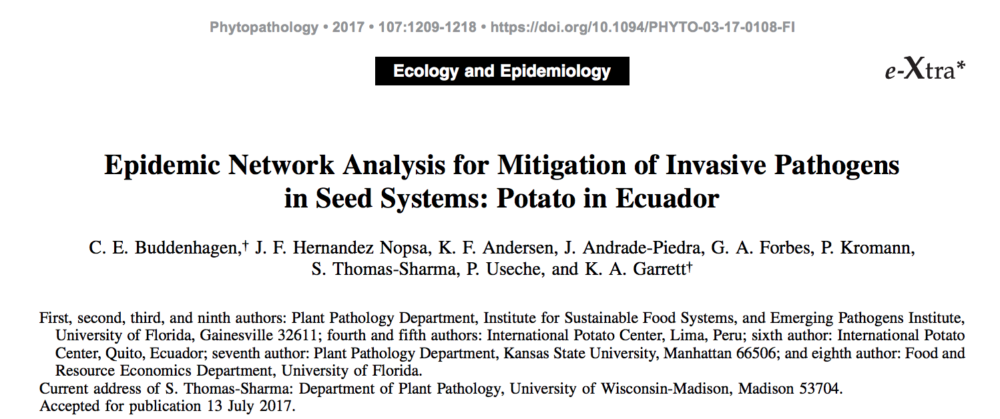 Phytopathology • 2017 • 107:1209-1218 • https://doi.org/10.1094/PHYTO-03-17-0108-FI
Ecology and Epidemiology
e-Xtra*
Epidemic Network Analysis for Mitigation of Invasive Pathogens
in Seed Systems: Potato in Ecuador
C. E. Buddenhagen,† J. F. Hernandez Nopsa, K. F. Andersen, J. Andrade-Piedra, G. A. Forbes, P. Kromann,
S. Thomas-Sharma, P. Useche, and K. A. Garrett†
First, second, third, and ninth authors: Plant Pathology Department, Institute for Sustainable Food Systems, and Emerging Pathogens Institute,
University of Florida, Gainesville 32611; fourth and fifth authors: International Potato Center, Lima, Peru; sixth author: International Potato
Center, Quito, Ecuador; seventh author: Plant Pathology Department, Kansas State University, Manhattan 66506; and eighth author: Food and
Resource Economics Department, University of Florida.
Current address of S. Thomas-Sharma: Department of Plant Pathology, University of Wisconsin-Madison, Madison 53704.
Accepted for publication 13 July 2017.